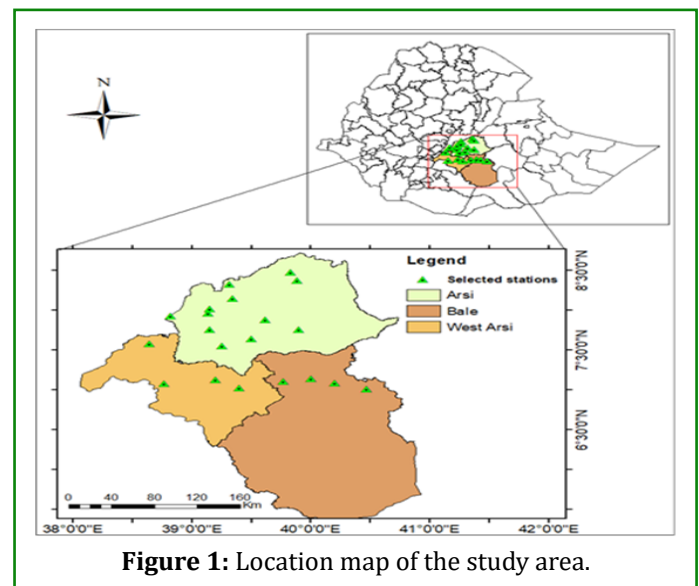 N
Legend
Selected stations
Arsi
Bale
West Arsi
8°30'0"N
7°30'0"N
6°30'0"N
0 40 80 120 160
Km
38°0'0"E 39°0'0"E 40°0'0"E 41°0'0"E 42°0'0"E
Figure 1: Location map of the study area.